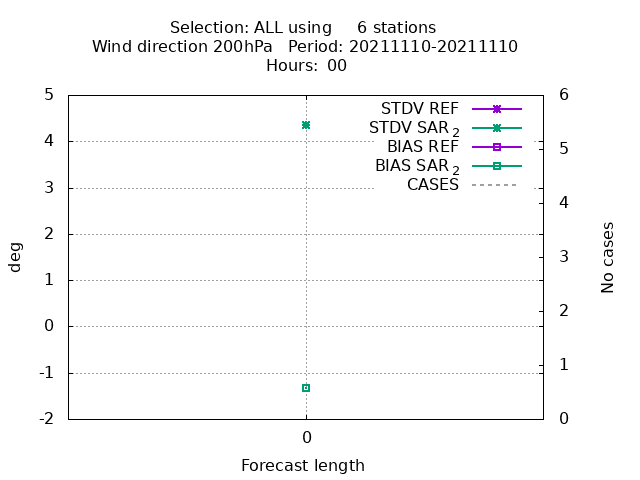 Selection: ALL using     6 stations
Wind direction 200hPa   Period: 20211110-20211110
Hours: 00
5
4
3
2
1
0
-1
-2
deg
6
5
4
3
2
1
0
No cases
STDV REF
STDV SAR 2
BIAS REF
BIAS SAR 2
CASES
0
Forecast length